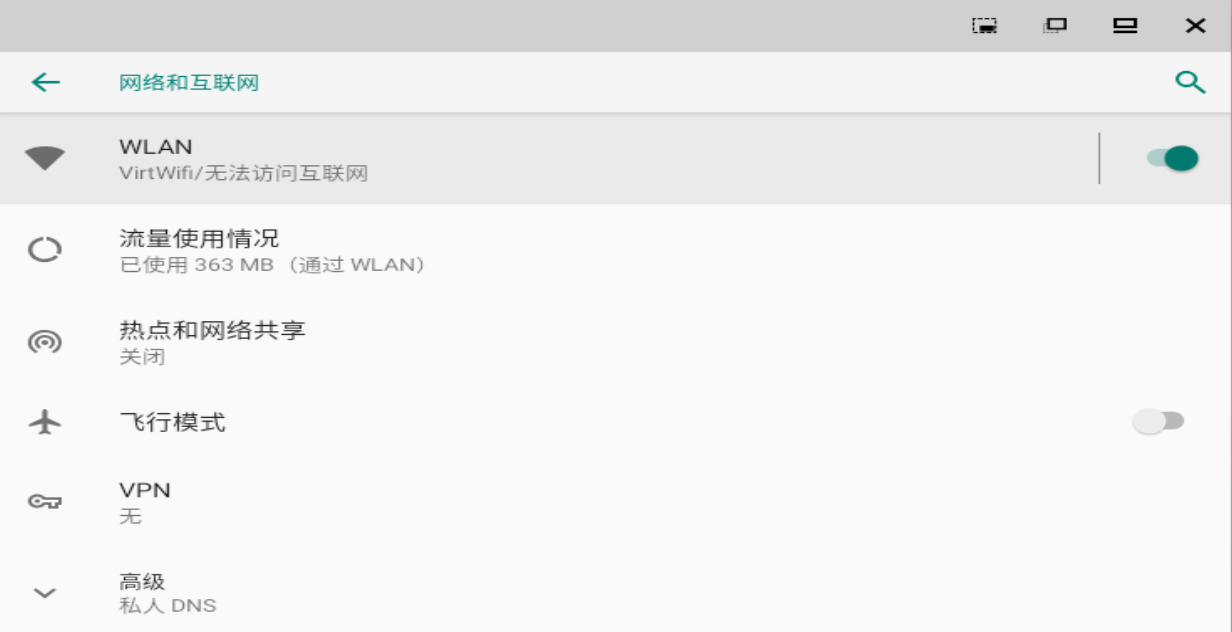 网络和互联网
WLAN
VirtWifi/无法访问互联网
流量使用情况
已使用 363 MB （通过 WLAN）
热点和网络共享
关闭
飞行模式
VPN
无
高级
私人 DNS